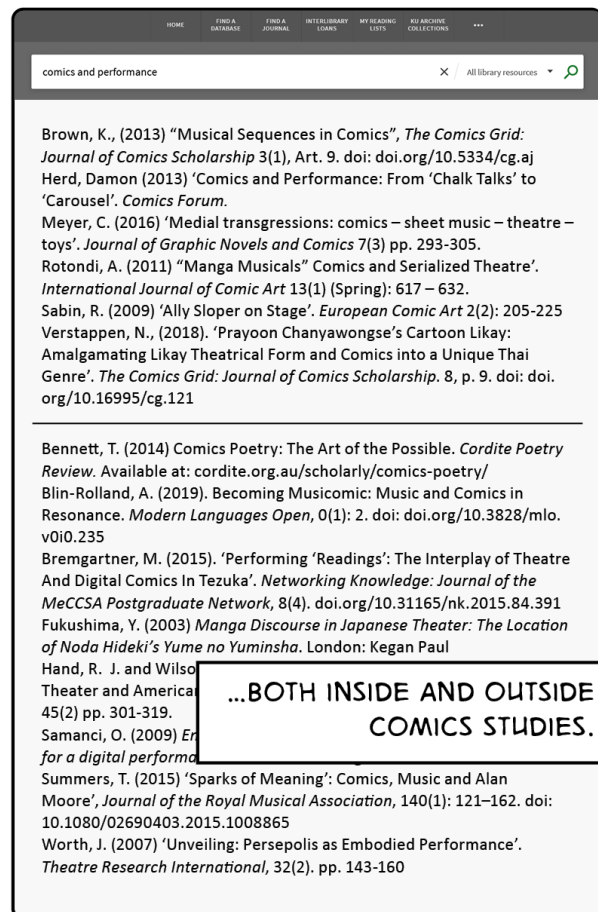 HOME FIND A DATABASE FIND A JOURNAL INTERLIBRARY LOANS MY READING LISTS KU ARCHIVE COLLECTIONS ...
comics and performance × All library resources
Brown, K., (2013) “Musical Sequences in Comics”, The Comics Grid:
Journal of Comics Scholarship 3(1), Art. 9. doi: doi.org/10.5334/cg.aj
Herd, Damon (2013) ‘Comics and Performance: From ‘Chalk Talks’ to
‘Carousel’. Comics Forum.
Meyer, C. (2016) ‘Medial transgressions: comics – sheet music – theatre –
toys’. Journal of Graphic Novels and Comics 7(3) pp. 293-305.
Rotondi, A. (2011) “Manga Musicals” Comics and Serialized Theatre’.
International Journal of Comic Art 13(1) (Spring): 617 – 632.
Sabin, R. (2009) ‘Ally Sloper on Stage’. European Comic Art 2(2): 205-225
Verstappen, N., (2018). ‘Prayoon Chanyawongse’s Cartoon Likay:
Amalgamating Likay Theatrical Form and Comics into a Unique Thai
Genre’. The Comics Grid: Journal of Comics Scholarship. 8, p. 9. doi: doi.
org/10.16995/cg.121
Bennett, T. (2014) Comics Poetry: The Art of the Possible. Cordite Poetry
Review. Available at: cordite.org.au/scholarly/comics-poetry/
Blin-Rolland, A. (2019). Becoming Musicomic: Music and Comics in
Resonance. Modern Languages Open, 0(1): 2. doi: doi.org/10.3828/mlo.
v0i0.235
Bremgartner, M. (2015). ‘Performing ‘Readings’: The Interplay of Theatre
And Digital Comics In Tezuka’. Networking Knowledge: Journal of the
MeCCSA Postgraduate Network, 8(4). doi.org/10.31165/nk.2015.84.391
Fukushima, Y. (2003) Manga Discourse in Japanese Theater: The Location
of Noda Hideki’s Yume no Yuminsha. London: Kegan Paul
Hand, R. J. and Wilso
Theater and American
45(2) pp. 301-319.
Samanci, O. (2009)
for a digital performa
...BOTH INSIDE AND OUTSIDE
COMICS STUDIES.
Summers, T. (2015) ‘Sparks of Meaning’: Comics, Music and Alan
Moore’, Journal of the Royal Musical Association, 140(1): 121–162. doi:
10.1080/02690403.2015.1008865
Worth, J. (2007) ‘Unveiling: Persepolis as Embodied Performance’.
Theatre Research International, 32(2). pp. 143-160